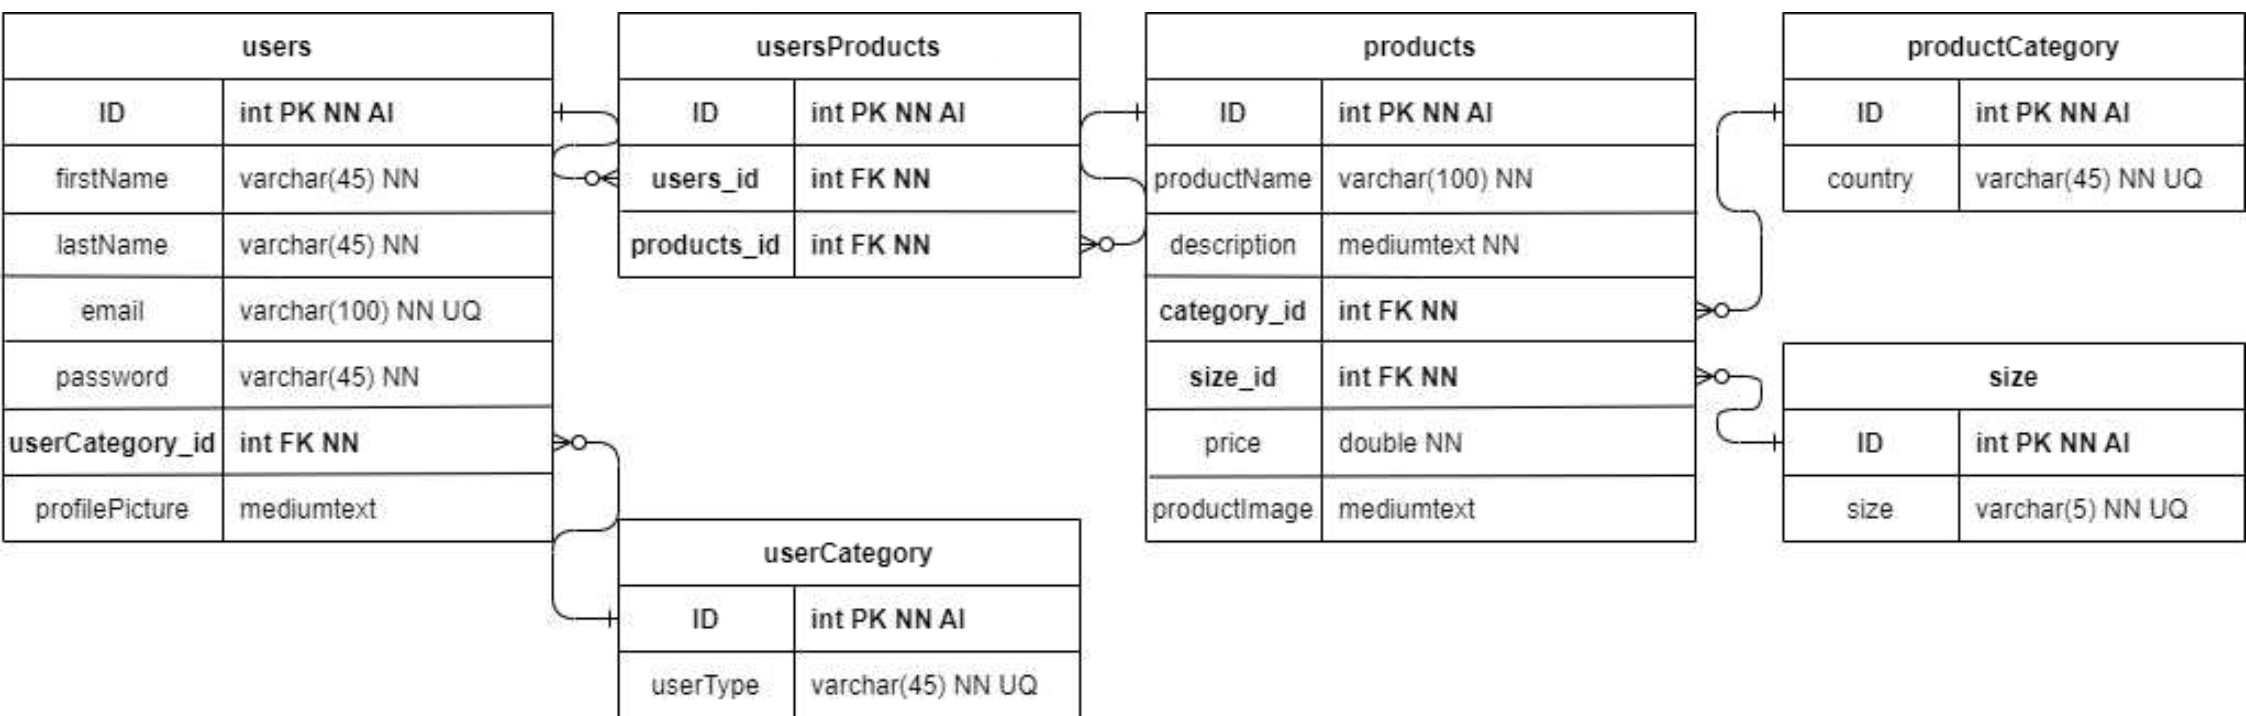 users
ID int PK NN AI
firstName varchar(45) NN
lastName varchar(45) NN
email varchar(100) NN UQ
password varchar(45) NN
userCategory_id int FK NN
profilePicture mediumtext
usersProducts
ID int PK NN AI
users_id int FK NN
products_id int FK NN
userCategory
ID int PK NN AI
userType varchar(45) NN UQ
products
ID int PK NN AI
productName varchar(100) NN
description mediumtext NN
category_id int FK NN
size_id int FK NN
price double NN
productImage mediumtext
productCategory
ID int PK NN AI
country varchar(45) NN UQ
size
ID int PK NN AI
size varchar(5) NN UQ